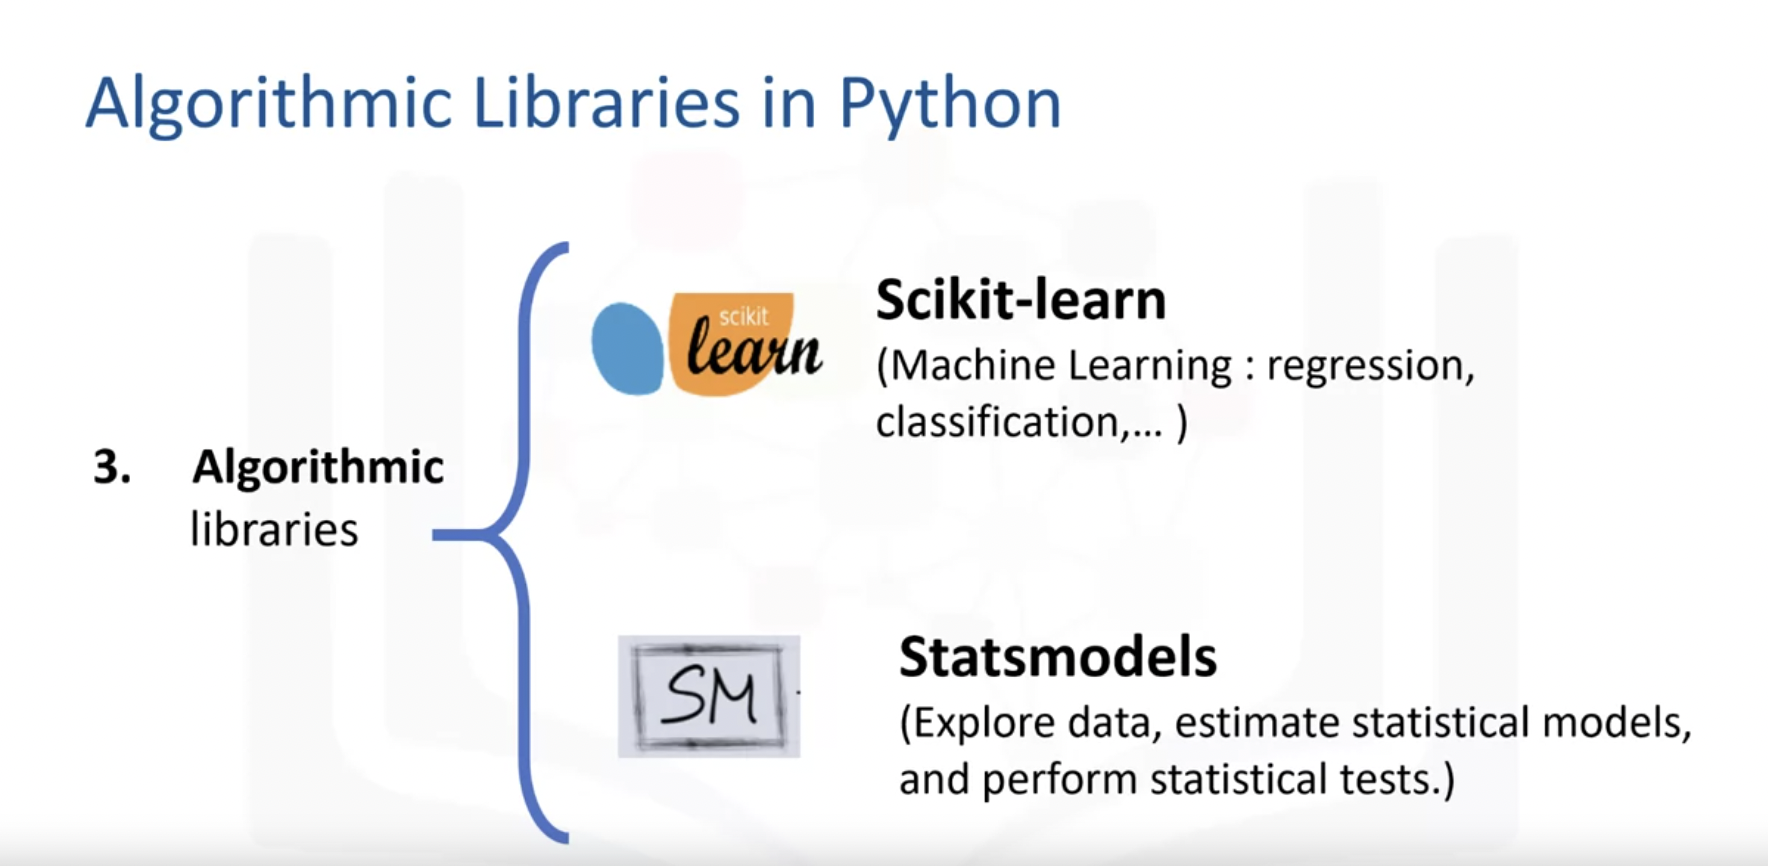 Algorithmic Libraries in Python
3. Algorithmic
libraries
scikit
learn
Scikit-learn
(Machine Learning : regression,
classification,... )
SM
Statsmodels
(Explore data, estimate statistical models,
and perform statistical tests.)